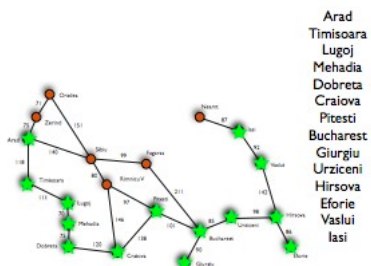 Arad
Timisoara
Lugoj
Mehadia
Dobreta
Craiova
Pitesti
Bucharest
Giurgiu
Urziceni
Hirsova
Eforie
Vaslui
Iasi
Oradea
71
Neamt
87
75
Zerind
151
Iasi
92
Arad
140
Sibiu
99
Fagaras
Vaslui
118
80
Timisoara
Rimnicu V
211
142
111
Lugoj
97
Pitesti
70
146
98
Hirsova
Mehadia
101
85
Urziceni
75
138
Bucharest
86
Dobreta
120
90
Craiova
Eforie
Giurgiu